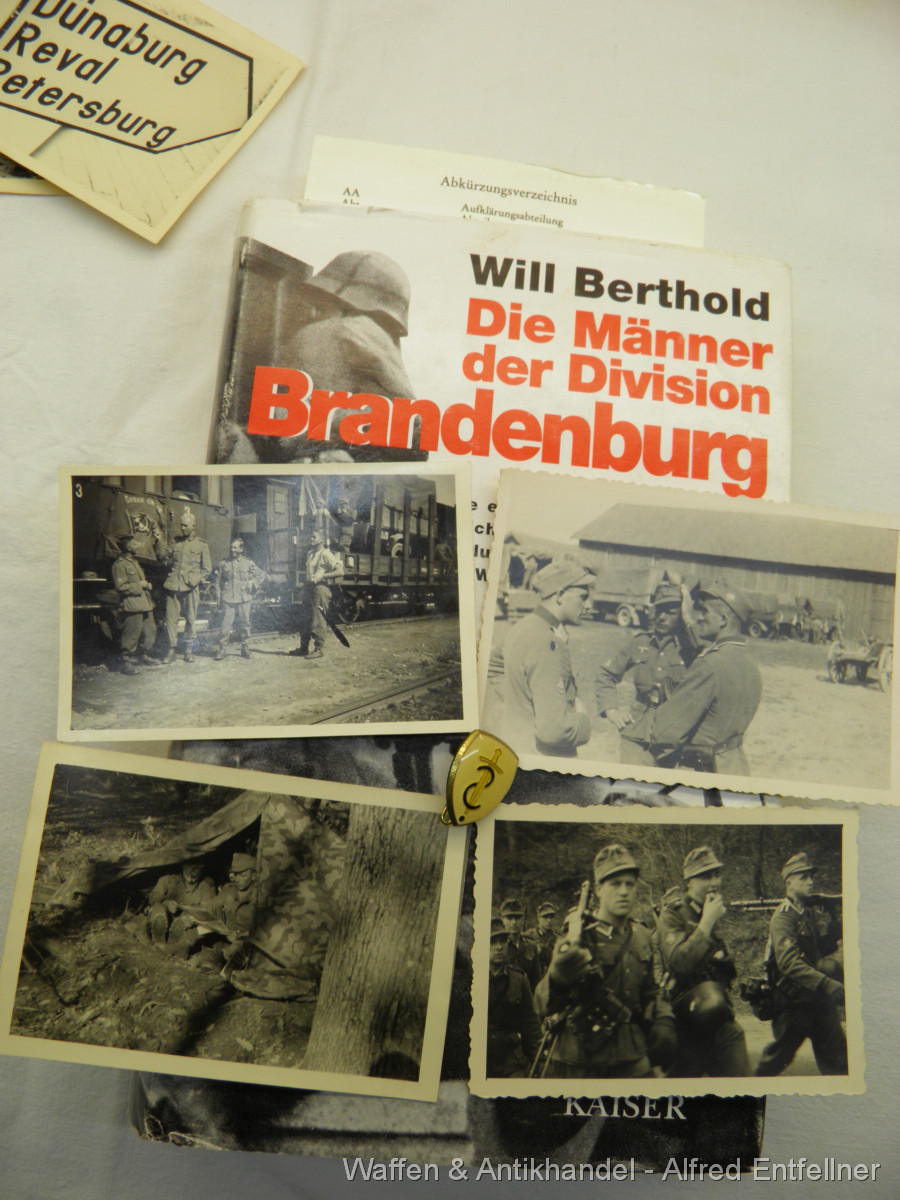 Dünaburg
Reval
Petersburg
Abkürzungsverzeichnis
AA
Aufklärungsabteilung
Will Berthold
Die Männer
der Division
Brandenburg
3
KAISER
Waffen & Antikhandel - Alfred Entfellner